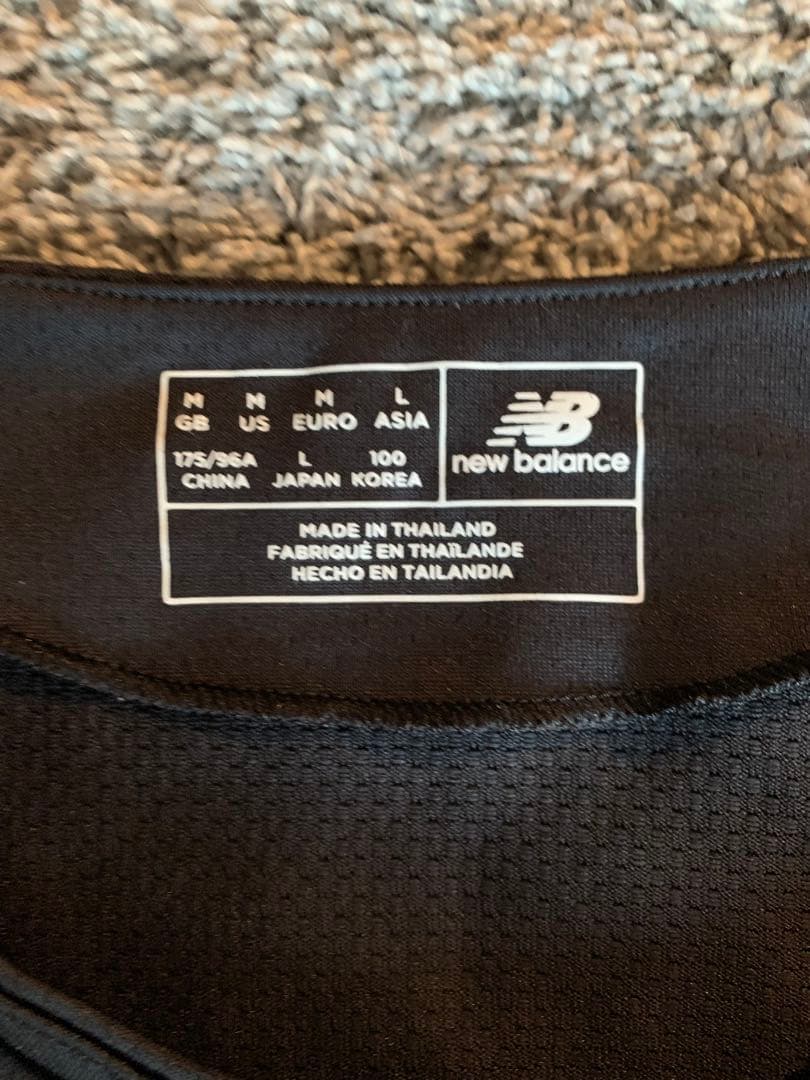 M M M L
GB US EURO ASIA
175/96A L 100
CHINA JAPAN KOREA
NB
new balance
MADE IN THAILAND
FABRIQUÉ EN THAÏLANDE
HECHO EN TAILANDIA